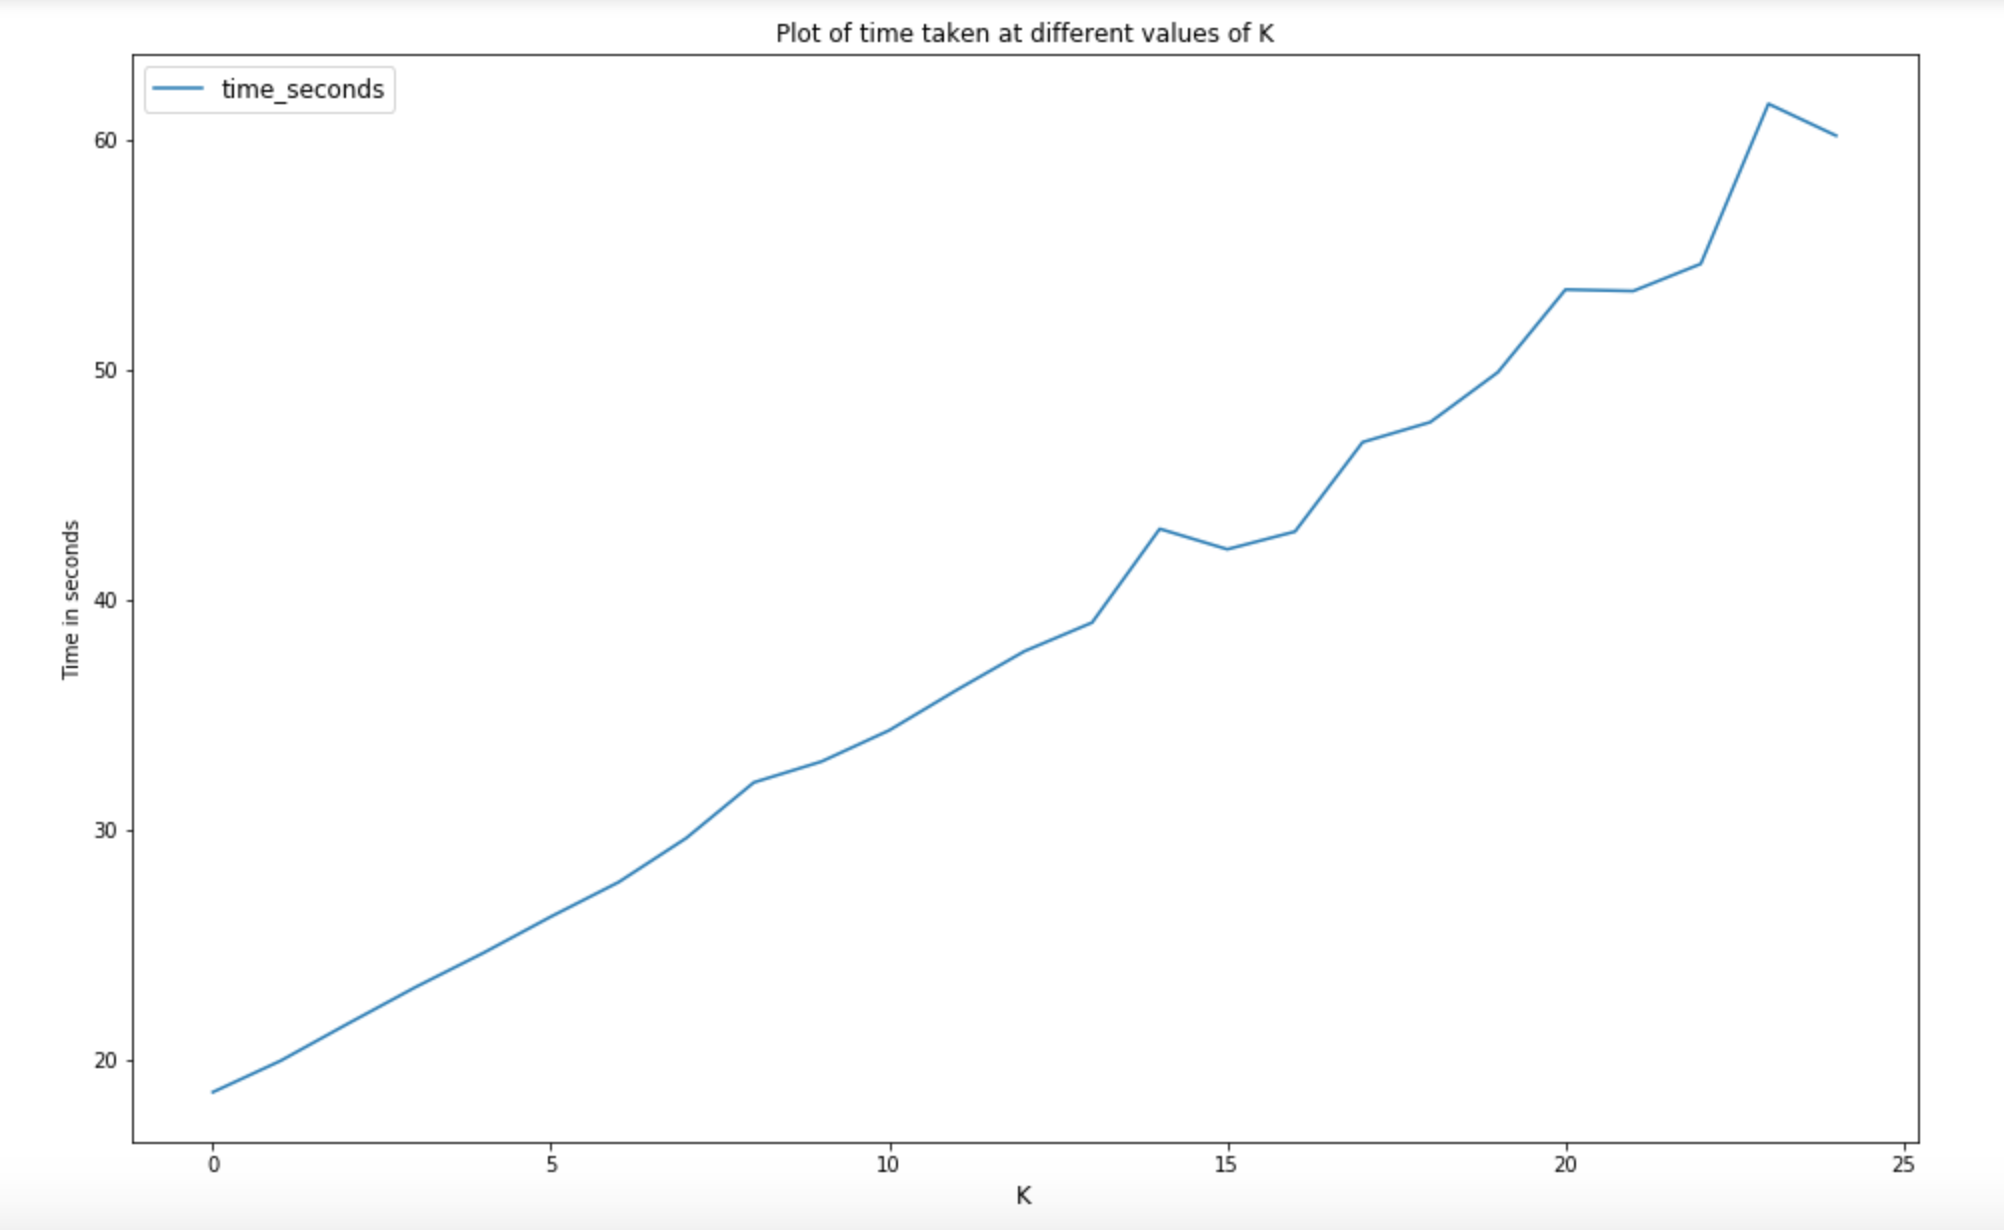 Plot of time taken at different values of K
time_seconds
60
50
40
30
20
Time in seconds
0 5 10 15 20 25
K